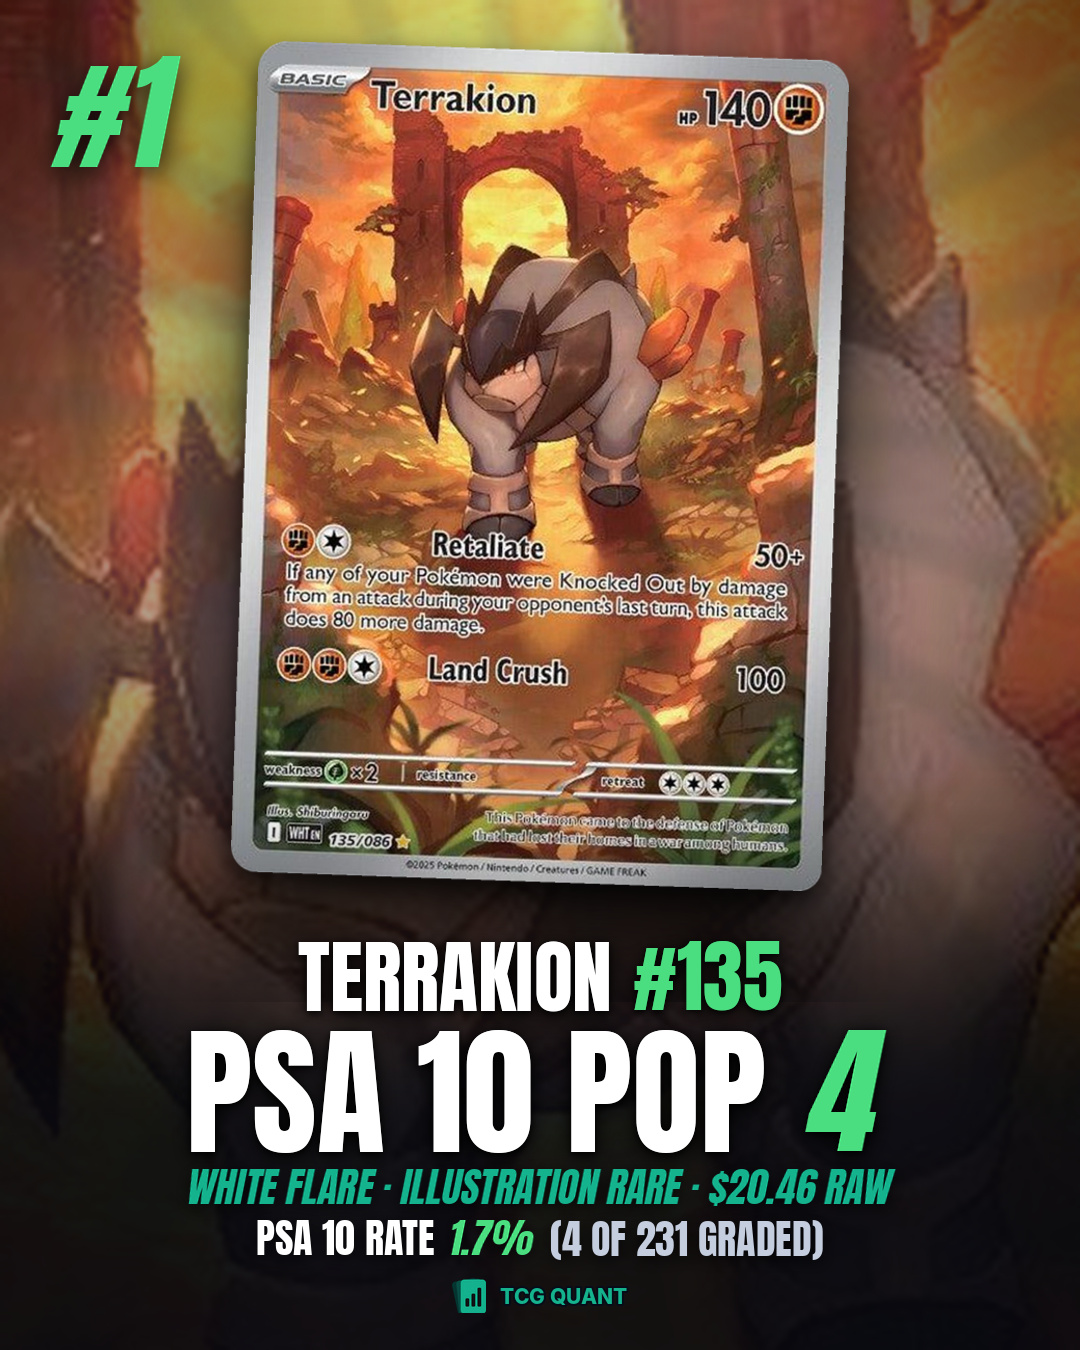 #1
BASIC Terrakion HP 140
Retaliate 50+
If any of your Pokémon were Knocked Out by damage
from an attack during your opponent's last turn, this attack
does 80 more damage.
Land Crush 100
weakness ×2 resistance retreat
Illus. Shiburingaru
This Pokémon came to the defense of Pokémon
that had lost their homes in a war among humans.
I WHT EN 135/086
©2025 Pokémon / Nintendo / Creatures / GAME FREAK
TERRAKION #135
PSA 10 POP 4
WHITE FLARE · ILLUSTRATION RARE · $20.46 RAW
PSA 10 RATE 1.7% (4 OF 231 GRADED)
TCG QUANT